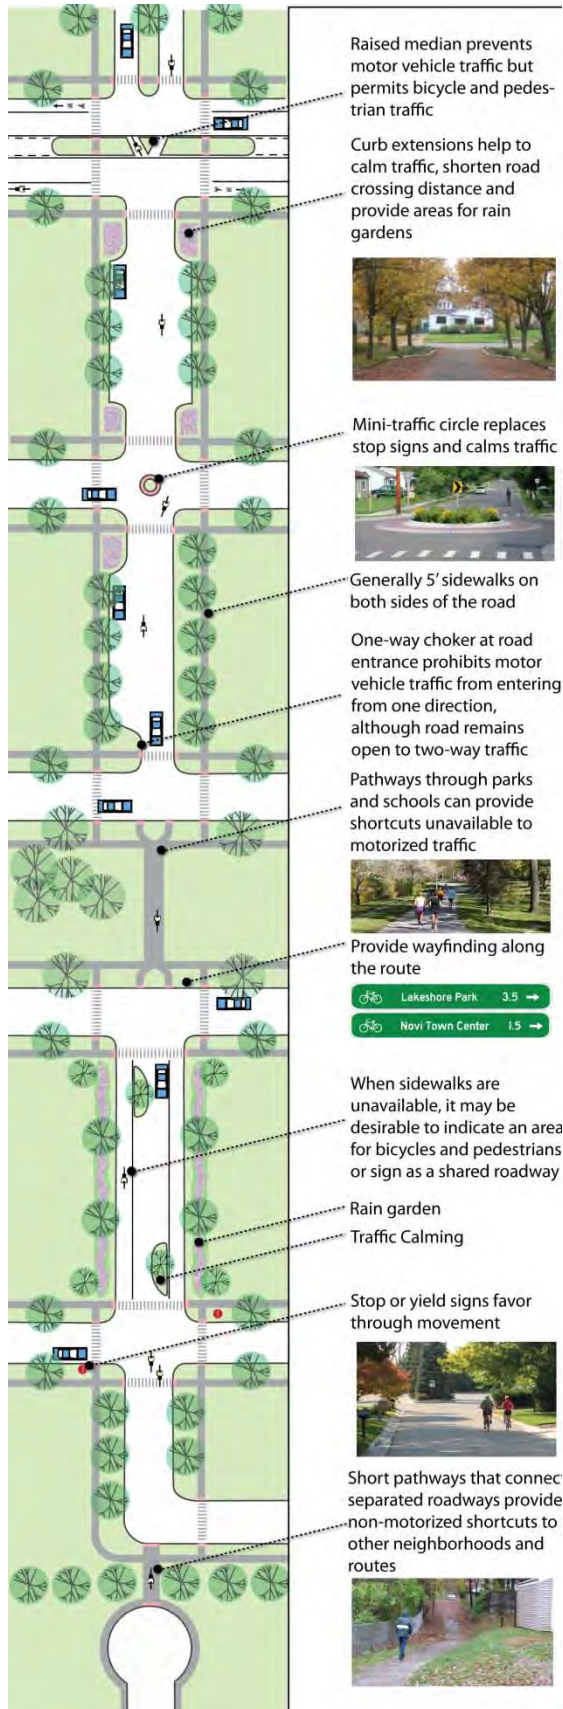 Raised median prevents
motor vehicle traffic but
permits bicycle and pedes-
trian traffic
Curb extensions help to
calm traffic, shorten road
crossing distance and
provide areas for rain
gardens
Mini-traffic circle replaces
stop signs and calms traffic
Generally 5' sidewalks on
both sides of the road
One-way choker at road
entrance prohibits motor
vehicle traffic from entering
from one direction,
although road remains
open to two-way traffic
Pathways through parks
and schools can provide
shortcuts unavailable to
motorized traffic
Provide wayfinding along
the route
Lakeshore Park 3.5 →
Novi Town Center 1.5 →
When sidewalks are
unavailable, it may be
desirable to indicate an area
for bicycles and pedestrians
or sign as a shared roadway
Rain garden
Traffic Calming
Stop or yield signs favor
through movement
Short pathways that connect
separated roadways provide
non-motorized shortcuts to
other neighborhoods and
routes